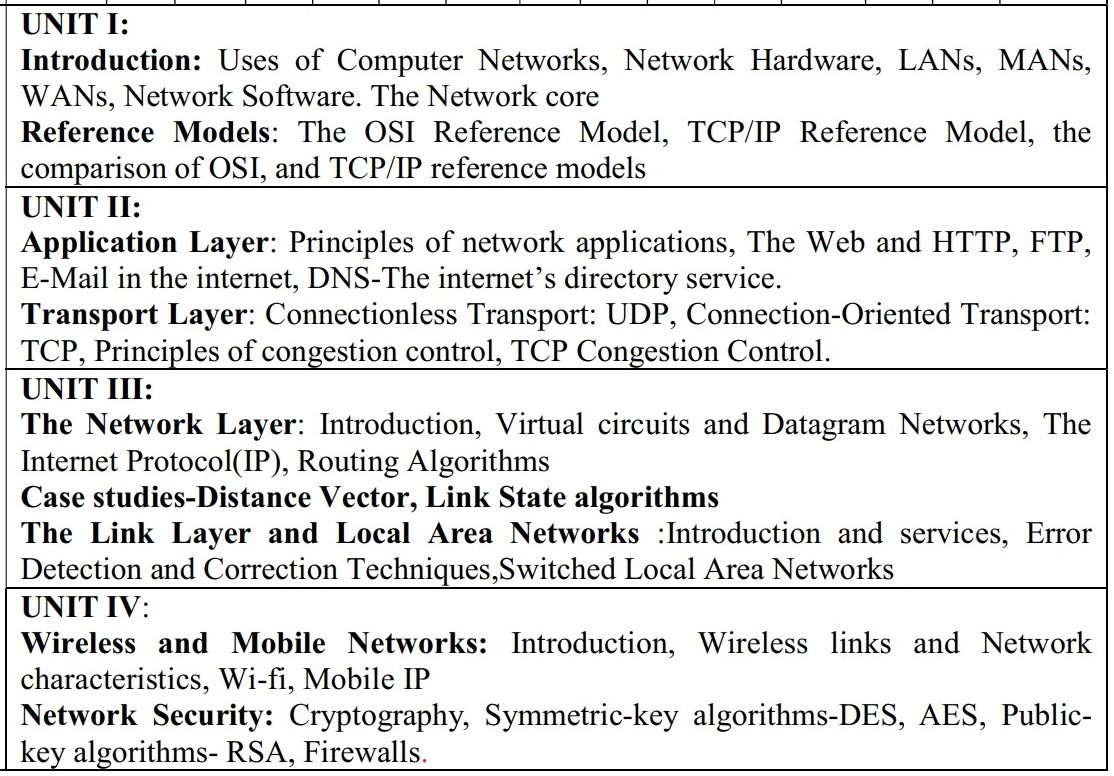 UNIT I:
Introduction: Uses of Computer Networks, Network Hardware, LANs, MANs,
WANs, Network Software. The Network core
Reference Models: The OSI Reference Model, TCP/IP Reference Model, the
comparison of OSI, and TCP/IP reference models
UNIT II:
Application Layer: Principles of network applications, The Web and HTTP, FTP,
E-Mail in the internet, DNS-The internet’s directory service.
Transport Layer: Connectionless Transport: UDP, Connection-Oriented Transport:
TCP, Principles of congestion control, TCP Congestion Control.
UNIT III:
The Network Layer: Introduction, Virtual circuits and Datagram Networks, The
Internet Protocol(IP), Routing Algorithms
Case studies-Distance Vector, Link State algorithms
The Link Layer and Local Area Networks :Introduction and services, Error
Detection and Correction Techniques,Switched Local Area Networks
UNIT IV:
Wireless and Mobile Networks: Introduction, Wireless links and Network
characteristics, Wi-fi, Mobile IP
Network Security: Cryptography, Symmetric-key algorithms-DES, AES, Public-
key algorithms- RSA, Firewalls.